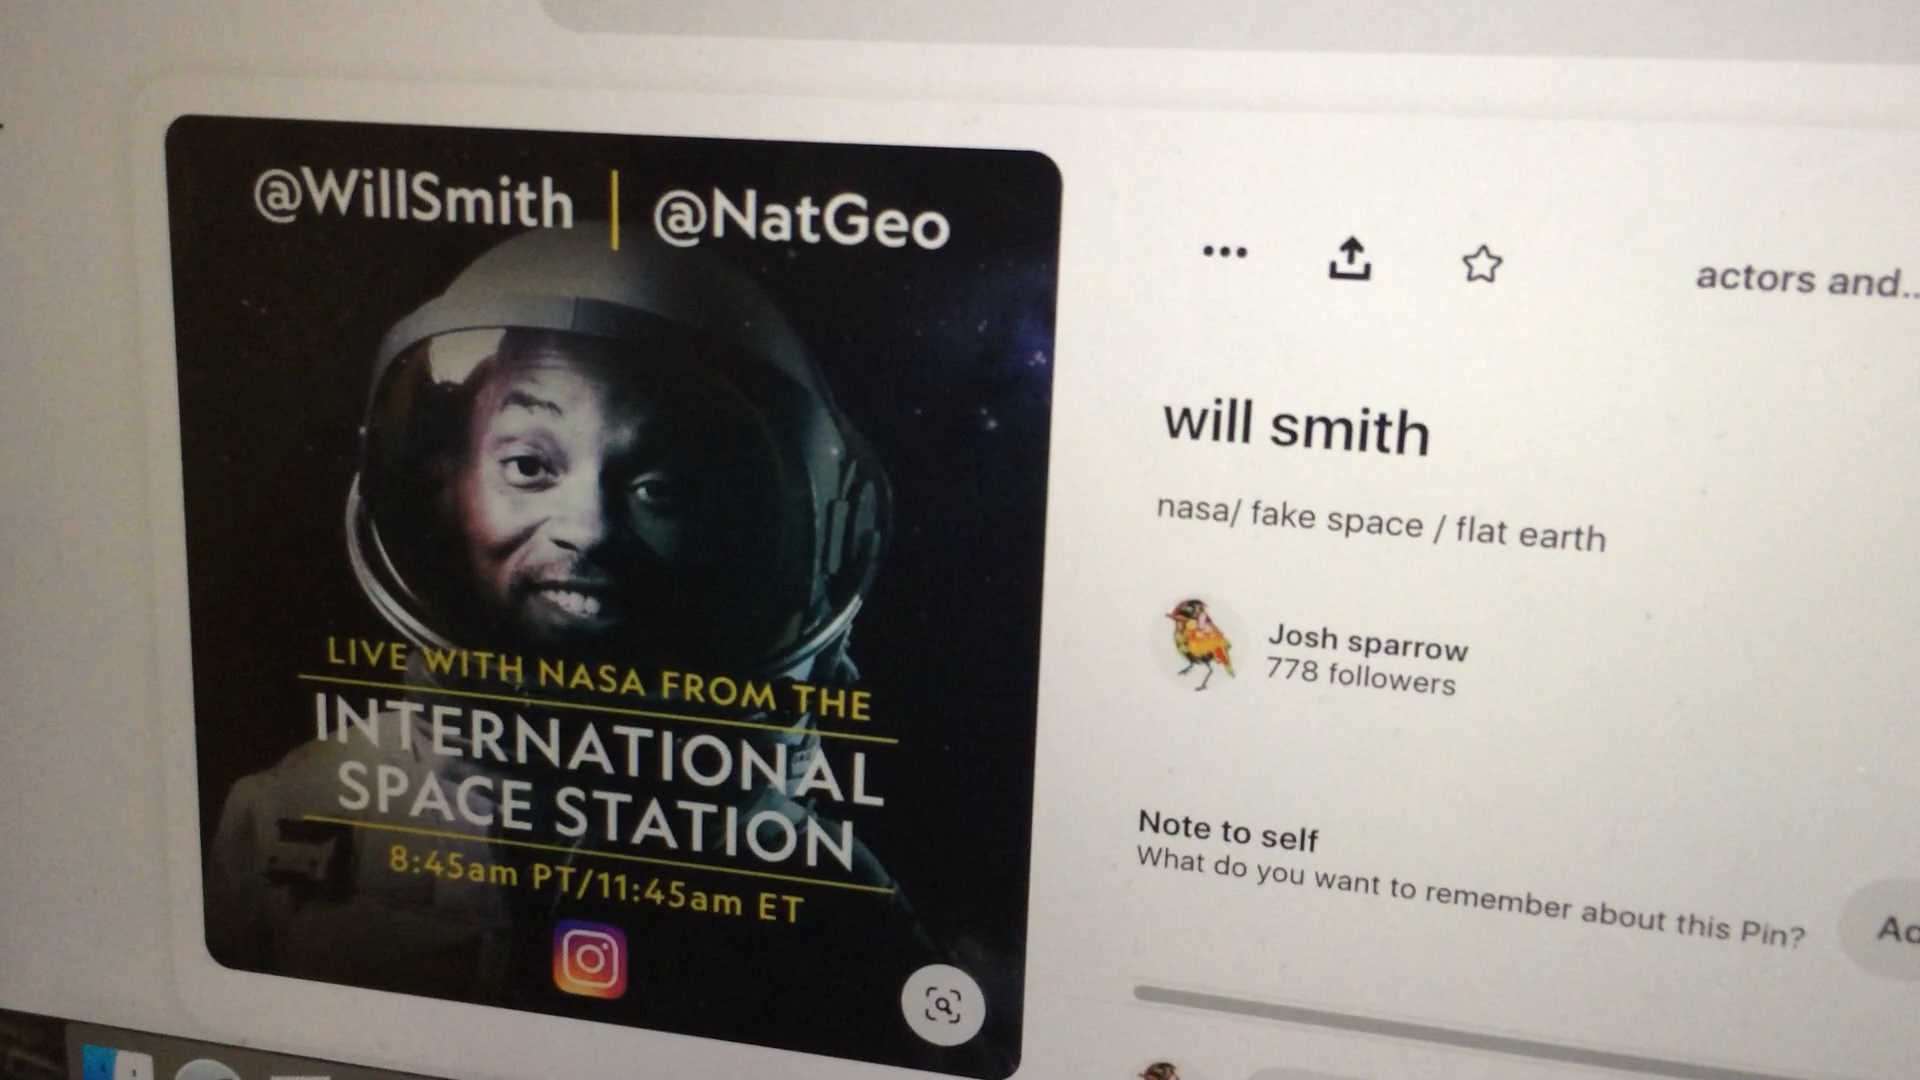 @WillSmith | @NatGeo
LIVE WITH NASA FROM THE
INTERNATIONAL
SPACE STATION
8:45am PT/11:45am ET
actors and...
will smith
nasa/ fake space / flat earth
Josh sparrow
778 followers
Note to self
What do you want to remember about this Pin?